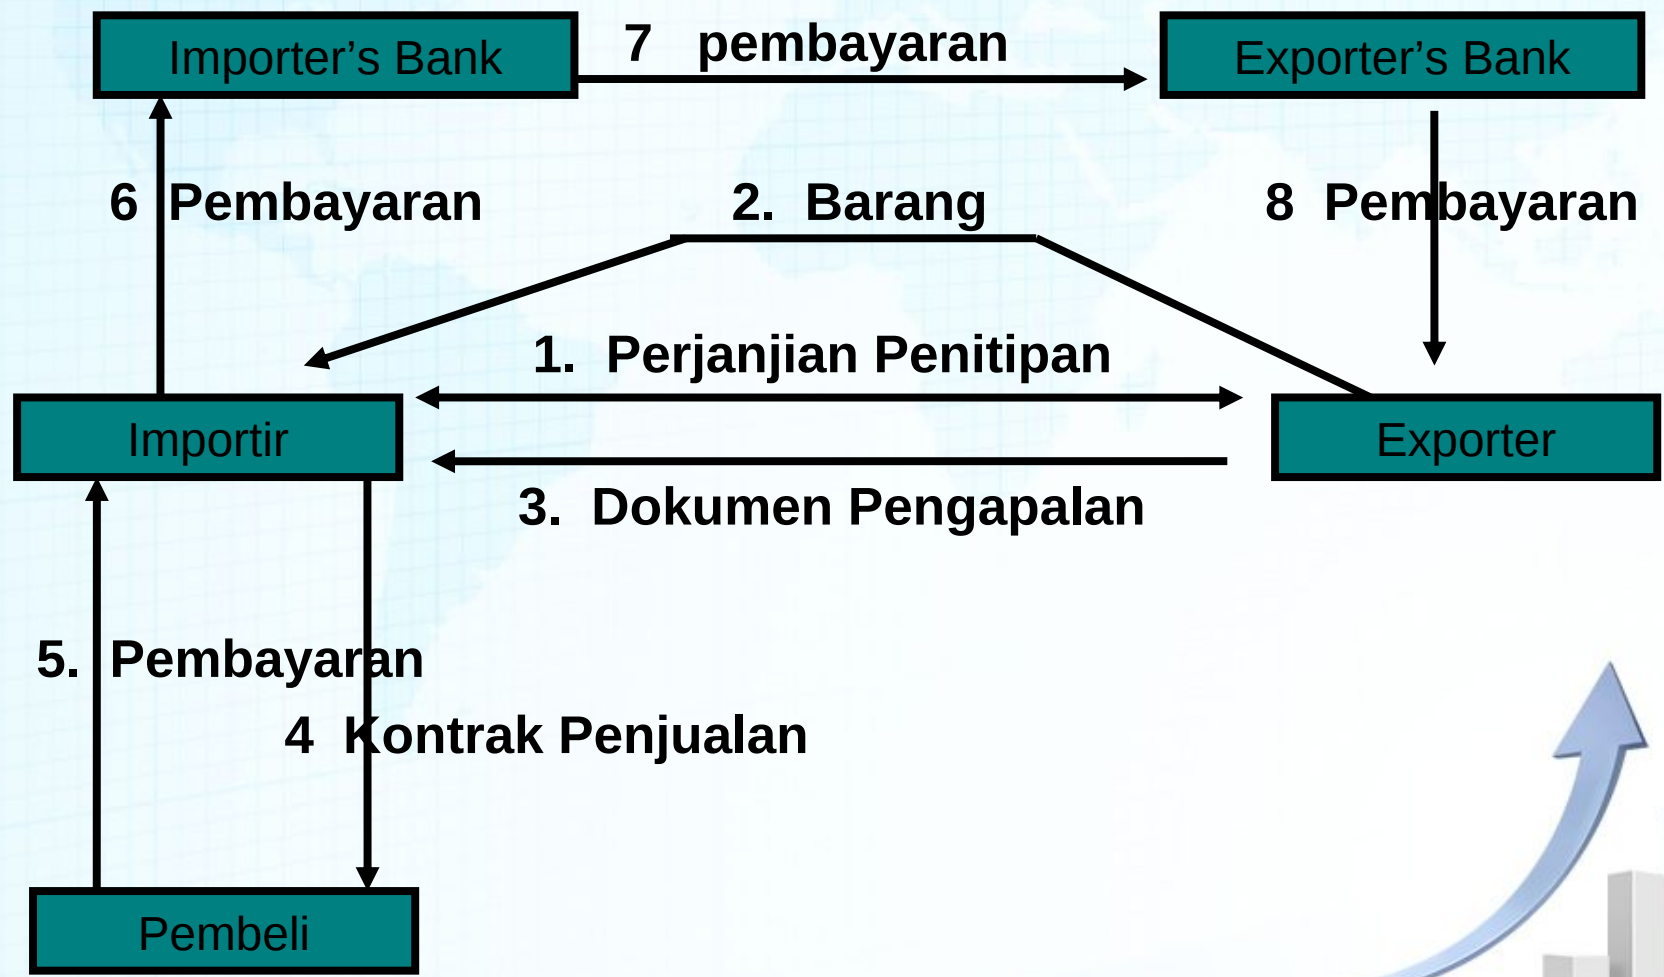 Importer’s Bank
7 pembayaran
Exporter’s Bank
6 Pembayaran
2. Barang
8 Pembayaran
1. Perjanjian Penitipan
Importir
Exporter
3. Dokumen Pengapalan
5. Pembayaran
4 Kontrak Penjualan
Pembeli